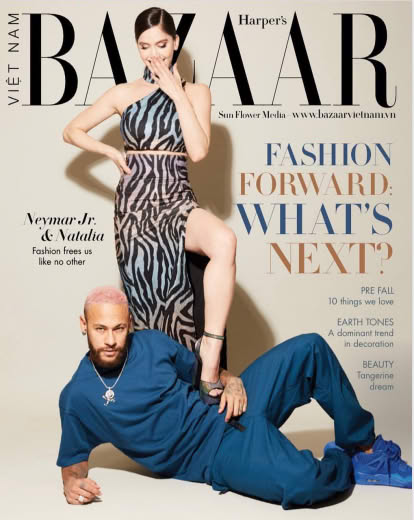 VIỆT NAM
Harper's
BAZAAR
Sun Flower Media - www.bazaarvietnam.vn
FASHION
FORWARD:
WHAT'S
NEXT?
Neymar Jr.
& Natalia
Fashion frees us
like no other
PRE FALL
10 things we love
EARTH TONES
A dominant trend
in decoration
BEAUTY
Tangerine
dream